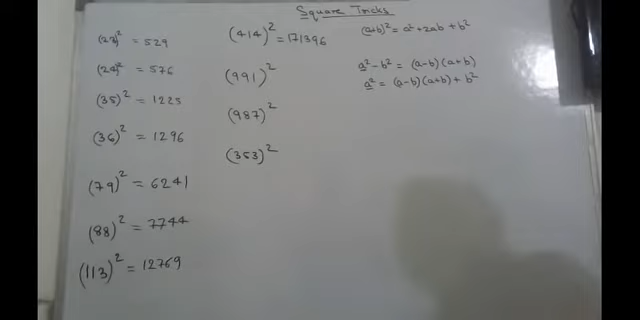 Square Tricks
(23)² = 529
(24)² = 576
(35)² = 1225
(36)² = 1296
(79)² = 6241
(88)² = 7744
(113)² = 12769
(414)² = 171396
(991)²
(987)²
(353)²
(a+b)² = a² + 2ab + b²
a² - b² = (a-b)(a+b)
a² = (a-b)(a+b) + b²